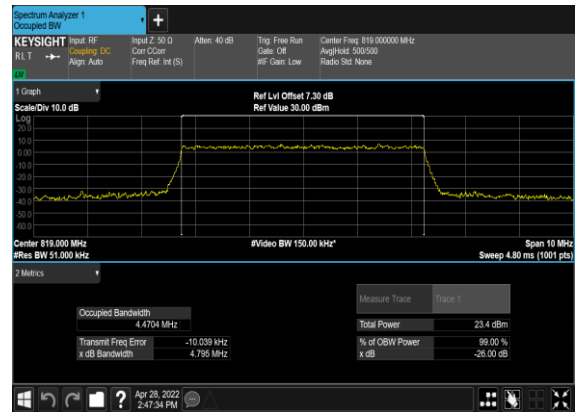 Spectrum Analyzer 1
Occupied BW
+
KEYSIGHT Input: RF Input Z: 50 Ω Atten: 40 dB Trig: Free Run Center Freq: 819.000000 MHz
RLT Coupling: DC Corr CCorr Gate: Off Avg|Hold: 500/500
Align: Auto Freq Ref: Int (S) #IF Gain: Low Radio Std: None
1 Graph
Scale/Div 10.0 dB
Ref Lvl Offset 7.30 dB
Ref Value 30.00 dBm
Log
20.0
10.0
0.00
-10.0
-20.0
-30.0
-40.0
-50.0
-60.0
Center 819.000 MHz #Video BW 150.00 kHz* Span 10 MHz
#Res BW 51.000 kHz Sweep 4.80 ms (1001 pts)
2 Metrics
Measure Trace Trace 1
Occupied Bandwidth
4.4704 MHz Total Power 23.4 dBm
Transmit Freq Error -10.039 kHz % of OBW Power 99.00 %
x dB Bandwidth 4.795 MHz x dB -26.00 dB
? Apr 28, 2022
2:47:34 PM